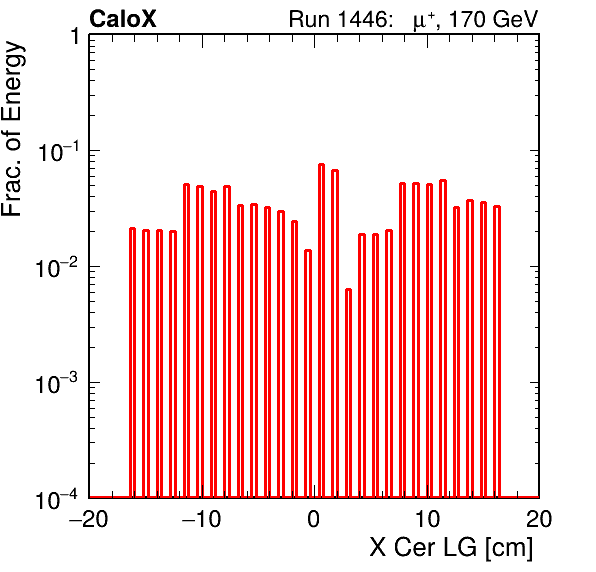 CaloX Run 1446: μ⁺, 170 GeV
Frac. of Energy
1
10⁻¹
10⁻²
10⁻³
10⁻⁴
−20 −10 0 10 20
X Cer LG [cm]